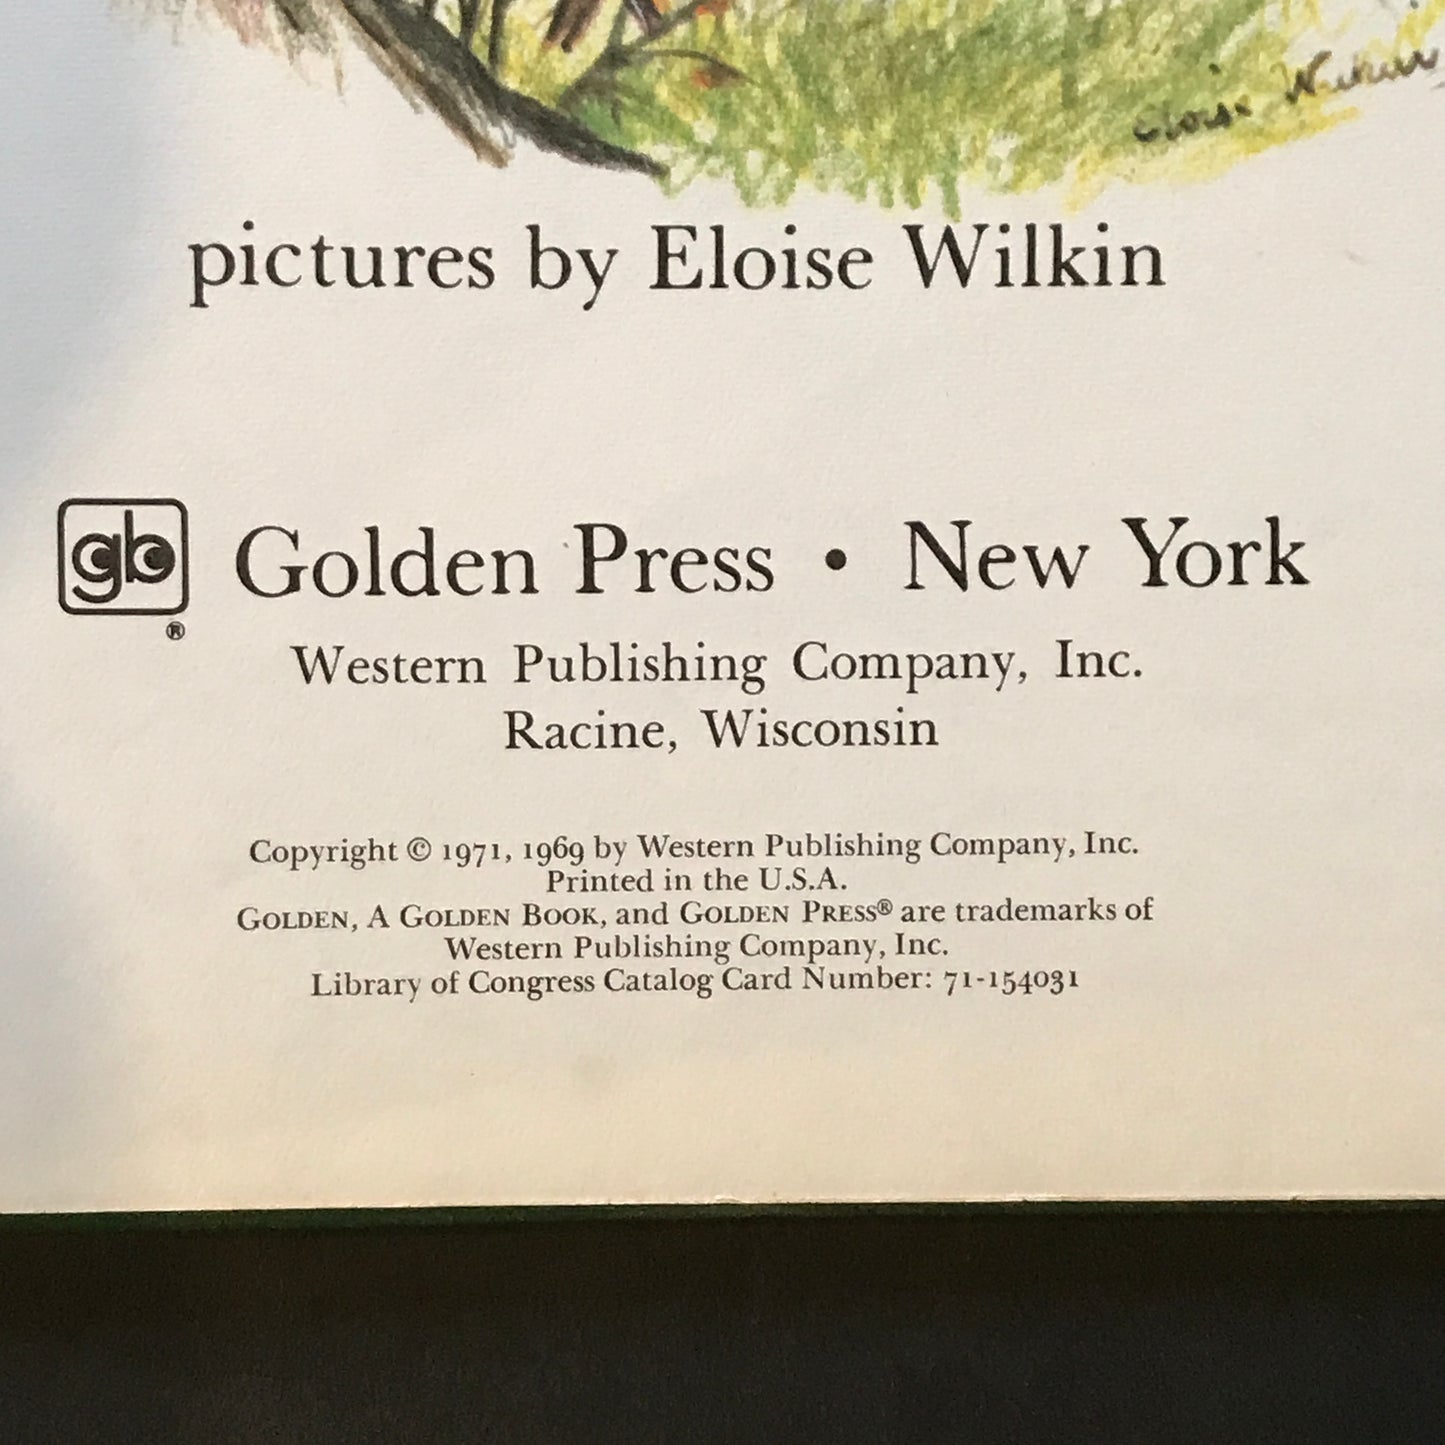 Eloise Wilkin
pictures by Eloise Wilkin
gb Golden Press • New York
®
Western Publishing Company, Inc.
Racine, Wisconsin
Copyright © 1971, 1969 by Western Publishing Company, Inc.
Printed in the U.S.A.
GOLDEN, A GOLDEN BOOK, and GOLDEN PRESS® are trademarks of
Western Publishing Company, Inc.
Library of Congress Catalog Card Number: 71-154031